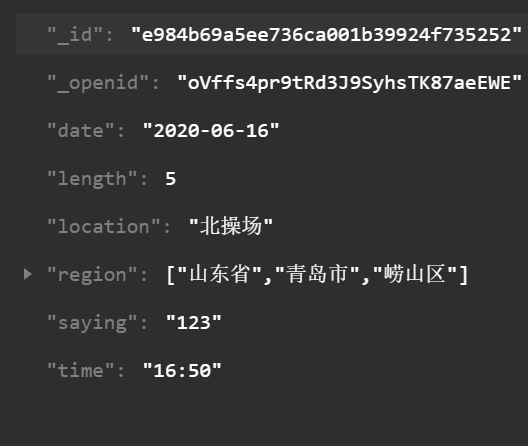 "_id": "e984b69a5ee736ca001b39924f735252"
"_openid": "oVffs4pr9tRd3J9SyhsTK87aeEWE"
"date": "2020-06-16"
"length": 5
"location": "北操场"
"region": ["山东省","青岛市","崂山区"]
"saying": "123"
"time": "16:50"